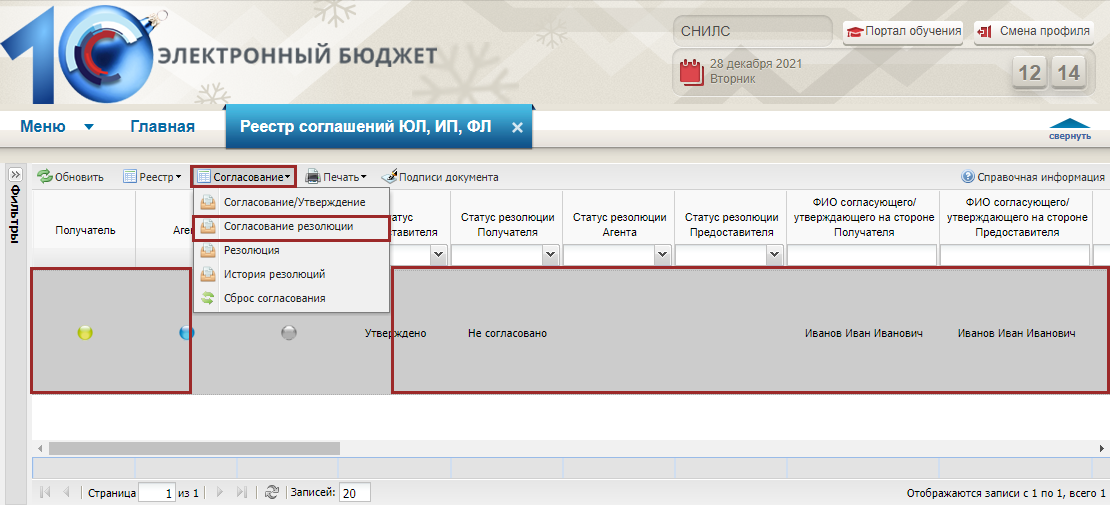 1С
ЭЛЕКТРОННЫЙ БЮДЖЕТ
СНИЛС
Портал обучения
Смена профиля
28 декабря 2021
Вторник
12 14
Меню
Главная
Реестр соглашений ЮЛ, ИП, ФЛ
свернуть
Фильтры
Обновить
Реестр
Согласование
Печать
Подписи документа
Справочная информация
Согласование/Утверждение
Согласование резолюции
Резолюция
История резолюций
Сброс согласования
Получатель
Статус резолюции
Получателя
Статус резолюции
Агента
Статус резолюции
Предоставителя
ФИО согласующего/
утверждающего на стороне
Получателя
ФИО согласующего/
утверждающего на стороне
Предоставителя
Утверждено
Не согласовано
Иванов Иван Иванович
Иванов Иван Иванович
Страница 1 из 1
Записей: 20
Отображаются записи с 1 по 1, всего 1